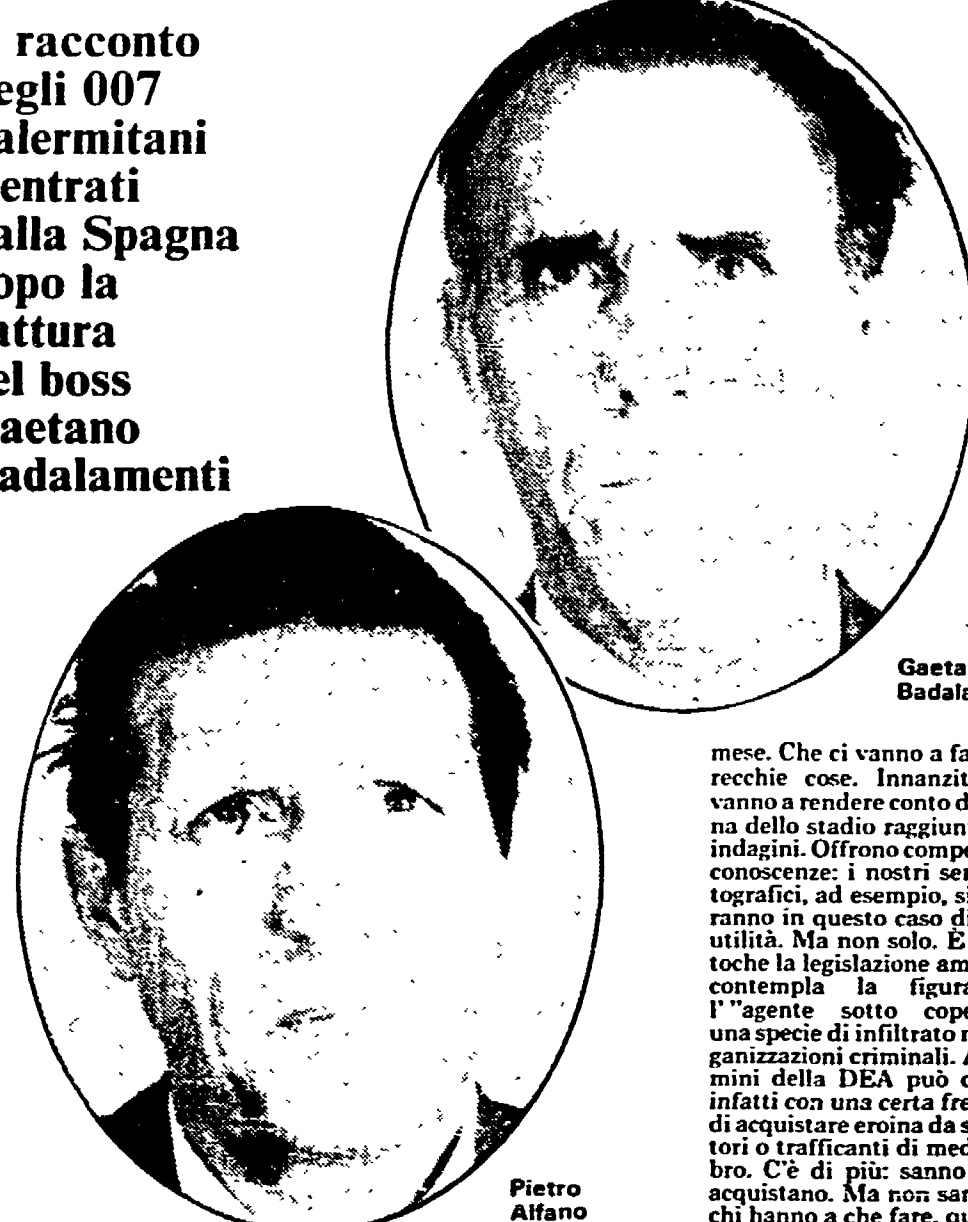 racconto
egli 007
alermitani
entrati
alla Spagna
opo la
attura
el boss
aetano
adalamenti
Gaeta
Badala
mese. Che ci vanno a fa
recchie cose. Innanzit
vanno a rendere conto d
na dello stadio raggiun
indagini. Offrono compe
conoscenze: i nostri ser
tografici, ad esempio, si
ranno in questo caso di
utilità. Ma non solo. È
toche la legislazione am
contempla la figura
l'"agente sotto cope
una specie di infiltrato n
ganizzazioni criminali. A
mini della DEA può c
infatti con una certa fre
di acquistare eroina da s
tori o trafficanti di med
bro. C'è di più: sanno
acquistano. Ma non san
chi hanno a che fare, qu
Pietro
Alfano